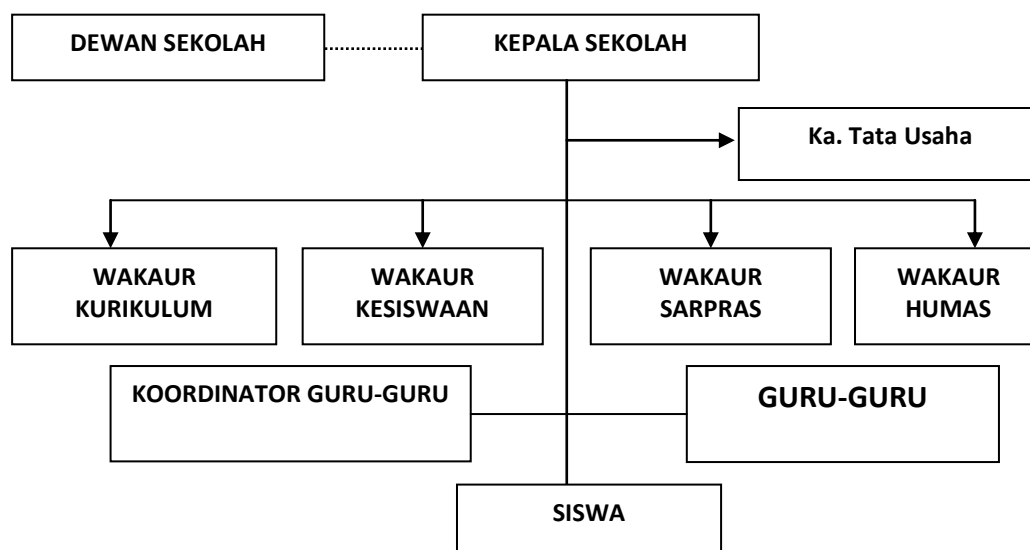 DEWAN SEKOLAH
KEPALA SEKOLAH
Ka. Tata Usaha
WAKAUR
KURIKULUM
WAKAUR
KESISWAAN
WAKAUR
SARPRAS
WAKAUR
HUMAS
KOORDINATOR GURU-GURU
GURU-GURU
SISWA